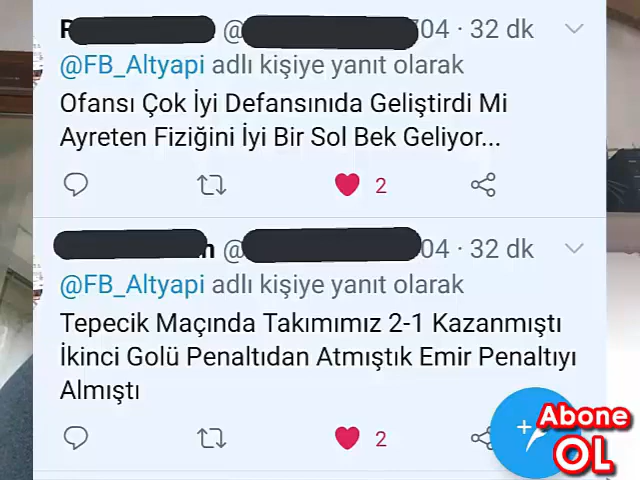 @ 704 · 32 dk
@FB_Altyapi adlı kişiye yanıt olarak
Ofansı Çok İyi Defansınıda Geliştirdi Mi
Ayreten Fiziğini İyi Bir Sol Bek Geliyor...
2
@ 04 · 32 dk
@FB_Altyapi adlı kişiye yanıt olarak
Tepecik Maçında Takımımız 2-1 Kazanmıştı
İkinci Golü Penaltıdan Atmıştık Emir Penaltıyı
Almıştı
2
Abone
OL